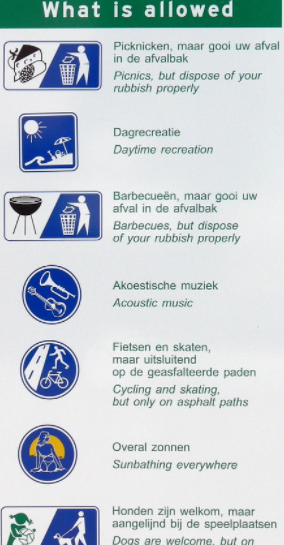 What is allowed
Picknicken, maar gooi uw afval
in de afvalbak
Picnics, but dispose of your
rubbish properly
Dagrecreatie
Daytime recreation
Barbecueën, maar gooi uw
afval in de afvalbak
Barbecues, but dispose
of your rubbish properly
Akoestische muziek
Acoustic music
Fietsen en skaten,
maar uitsluitend
op de geasfalteerde paden
Cycling and skating,
but only on asphalt paths
Overal zonnen
Sunbathing everywhere
Honden zijn welkom, maar
aangelijnd bij de speelplaatsen
Dogs are welcome, but on